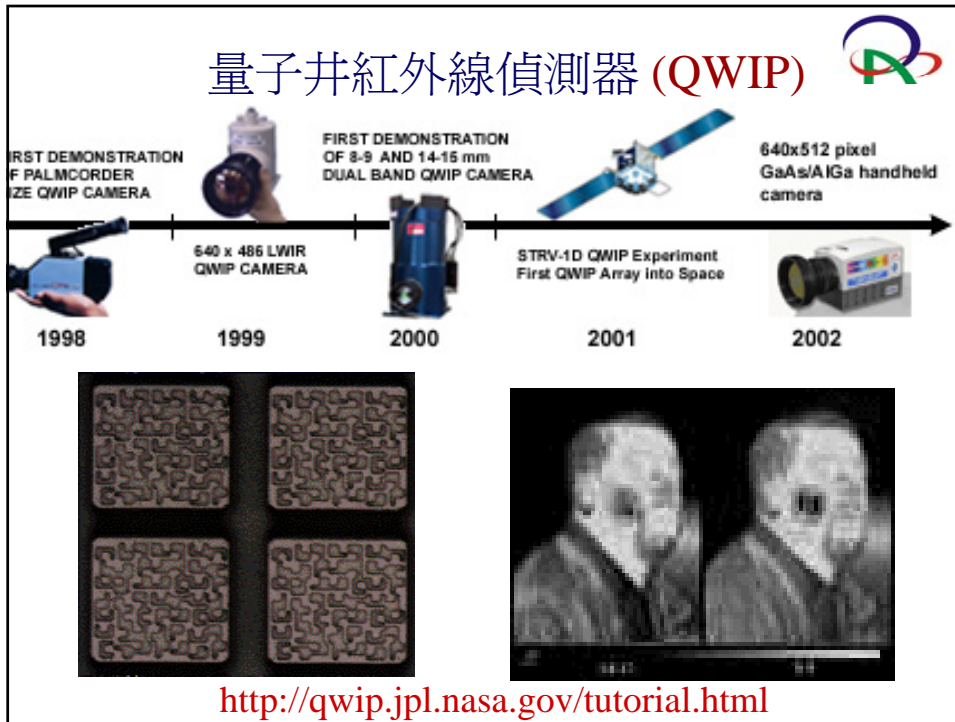 量子井紅外線偵測器 (QWIP)
IRST DEMONSTRATION
F PALMCORDER
IZE QWIP CAMERA
640 x 486 LWIR
QWIP CAMERA
FIRST DEMONSTRATION
OF 8-9 AND 14-15 mm
DUAL BAND QWIP CAMERA
STRV-1D QWIP Experiment
First QWIP Array into Space
640x512 pixel
GaAs/AlGa handheld
camera
1998
1999
2000
2001
2002
http://qwip.jpl.nasa.gov/tutorial.html